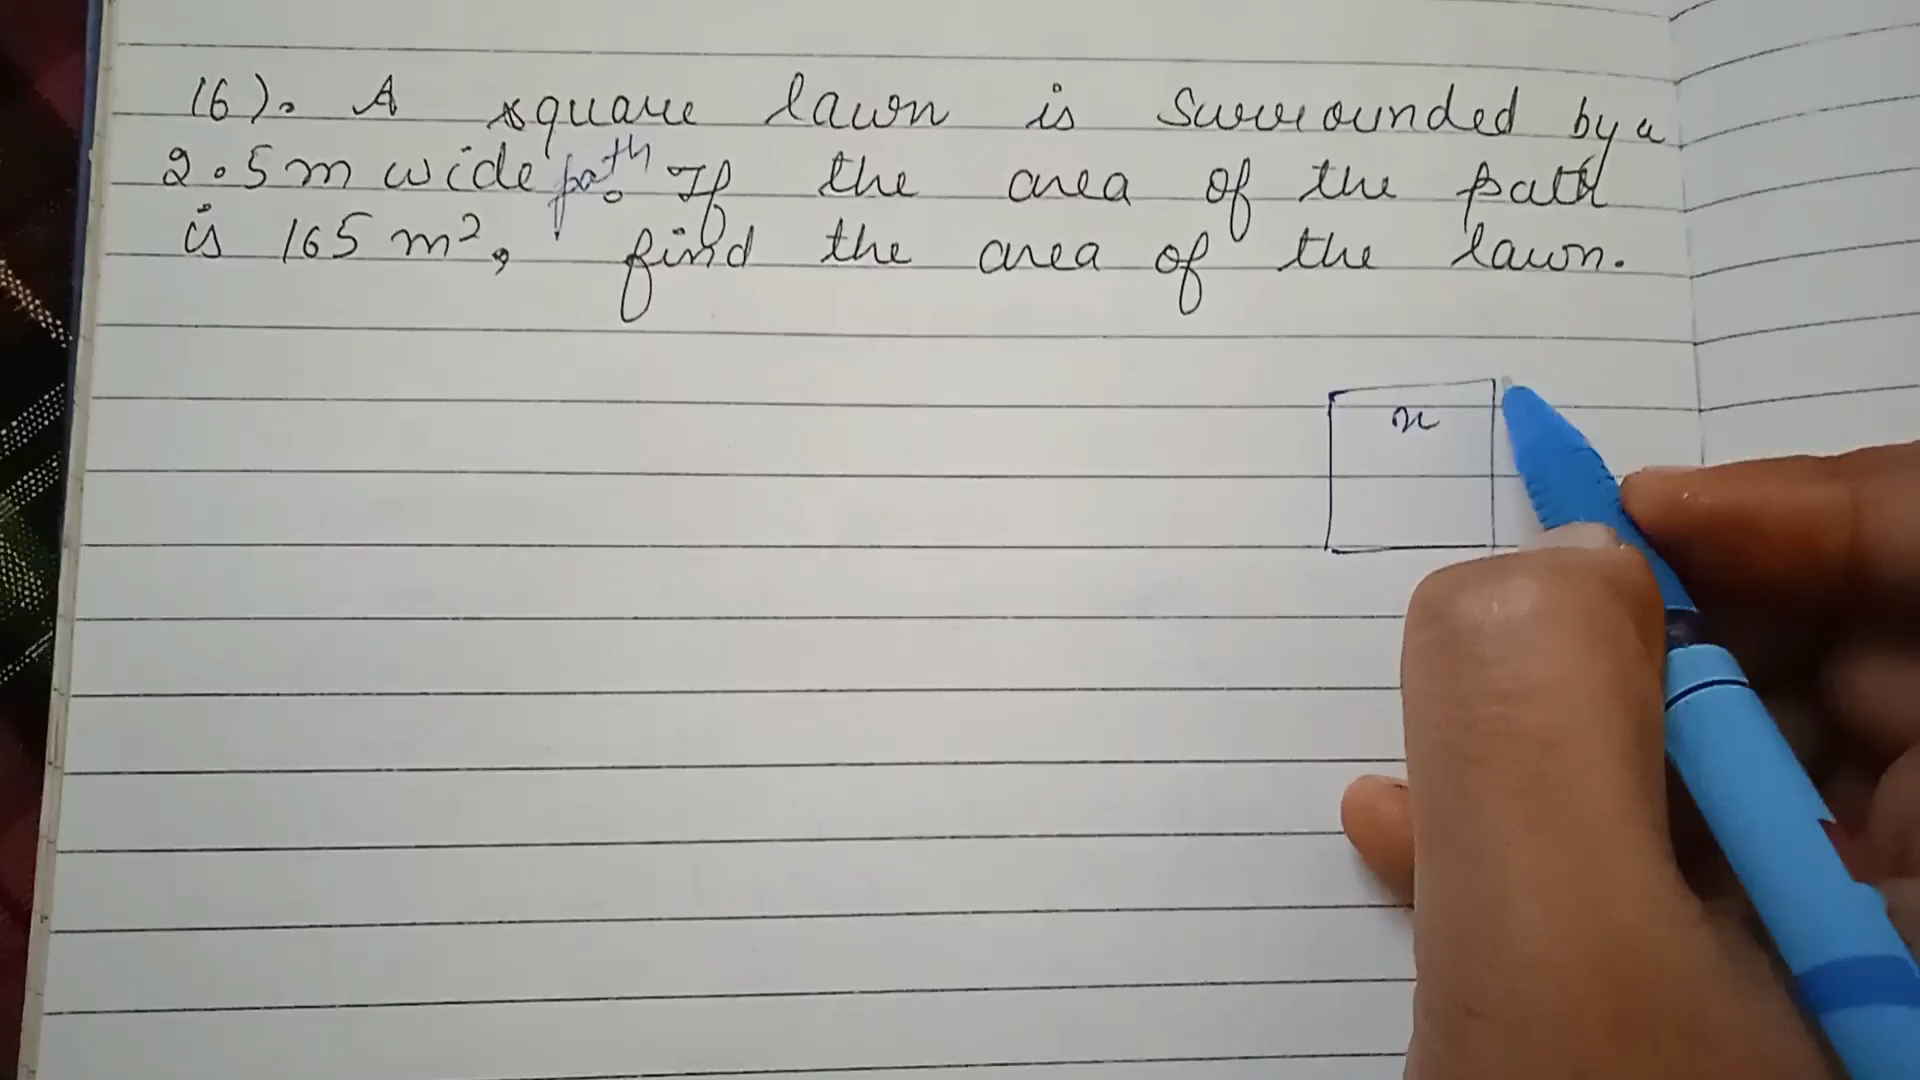 (6). A square lawn is surrounded by a
2.5m wide path. If the area of the path
is 165 m², find the area of the lawn.
x